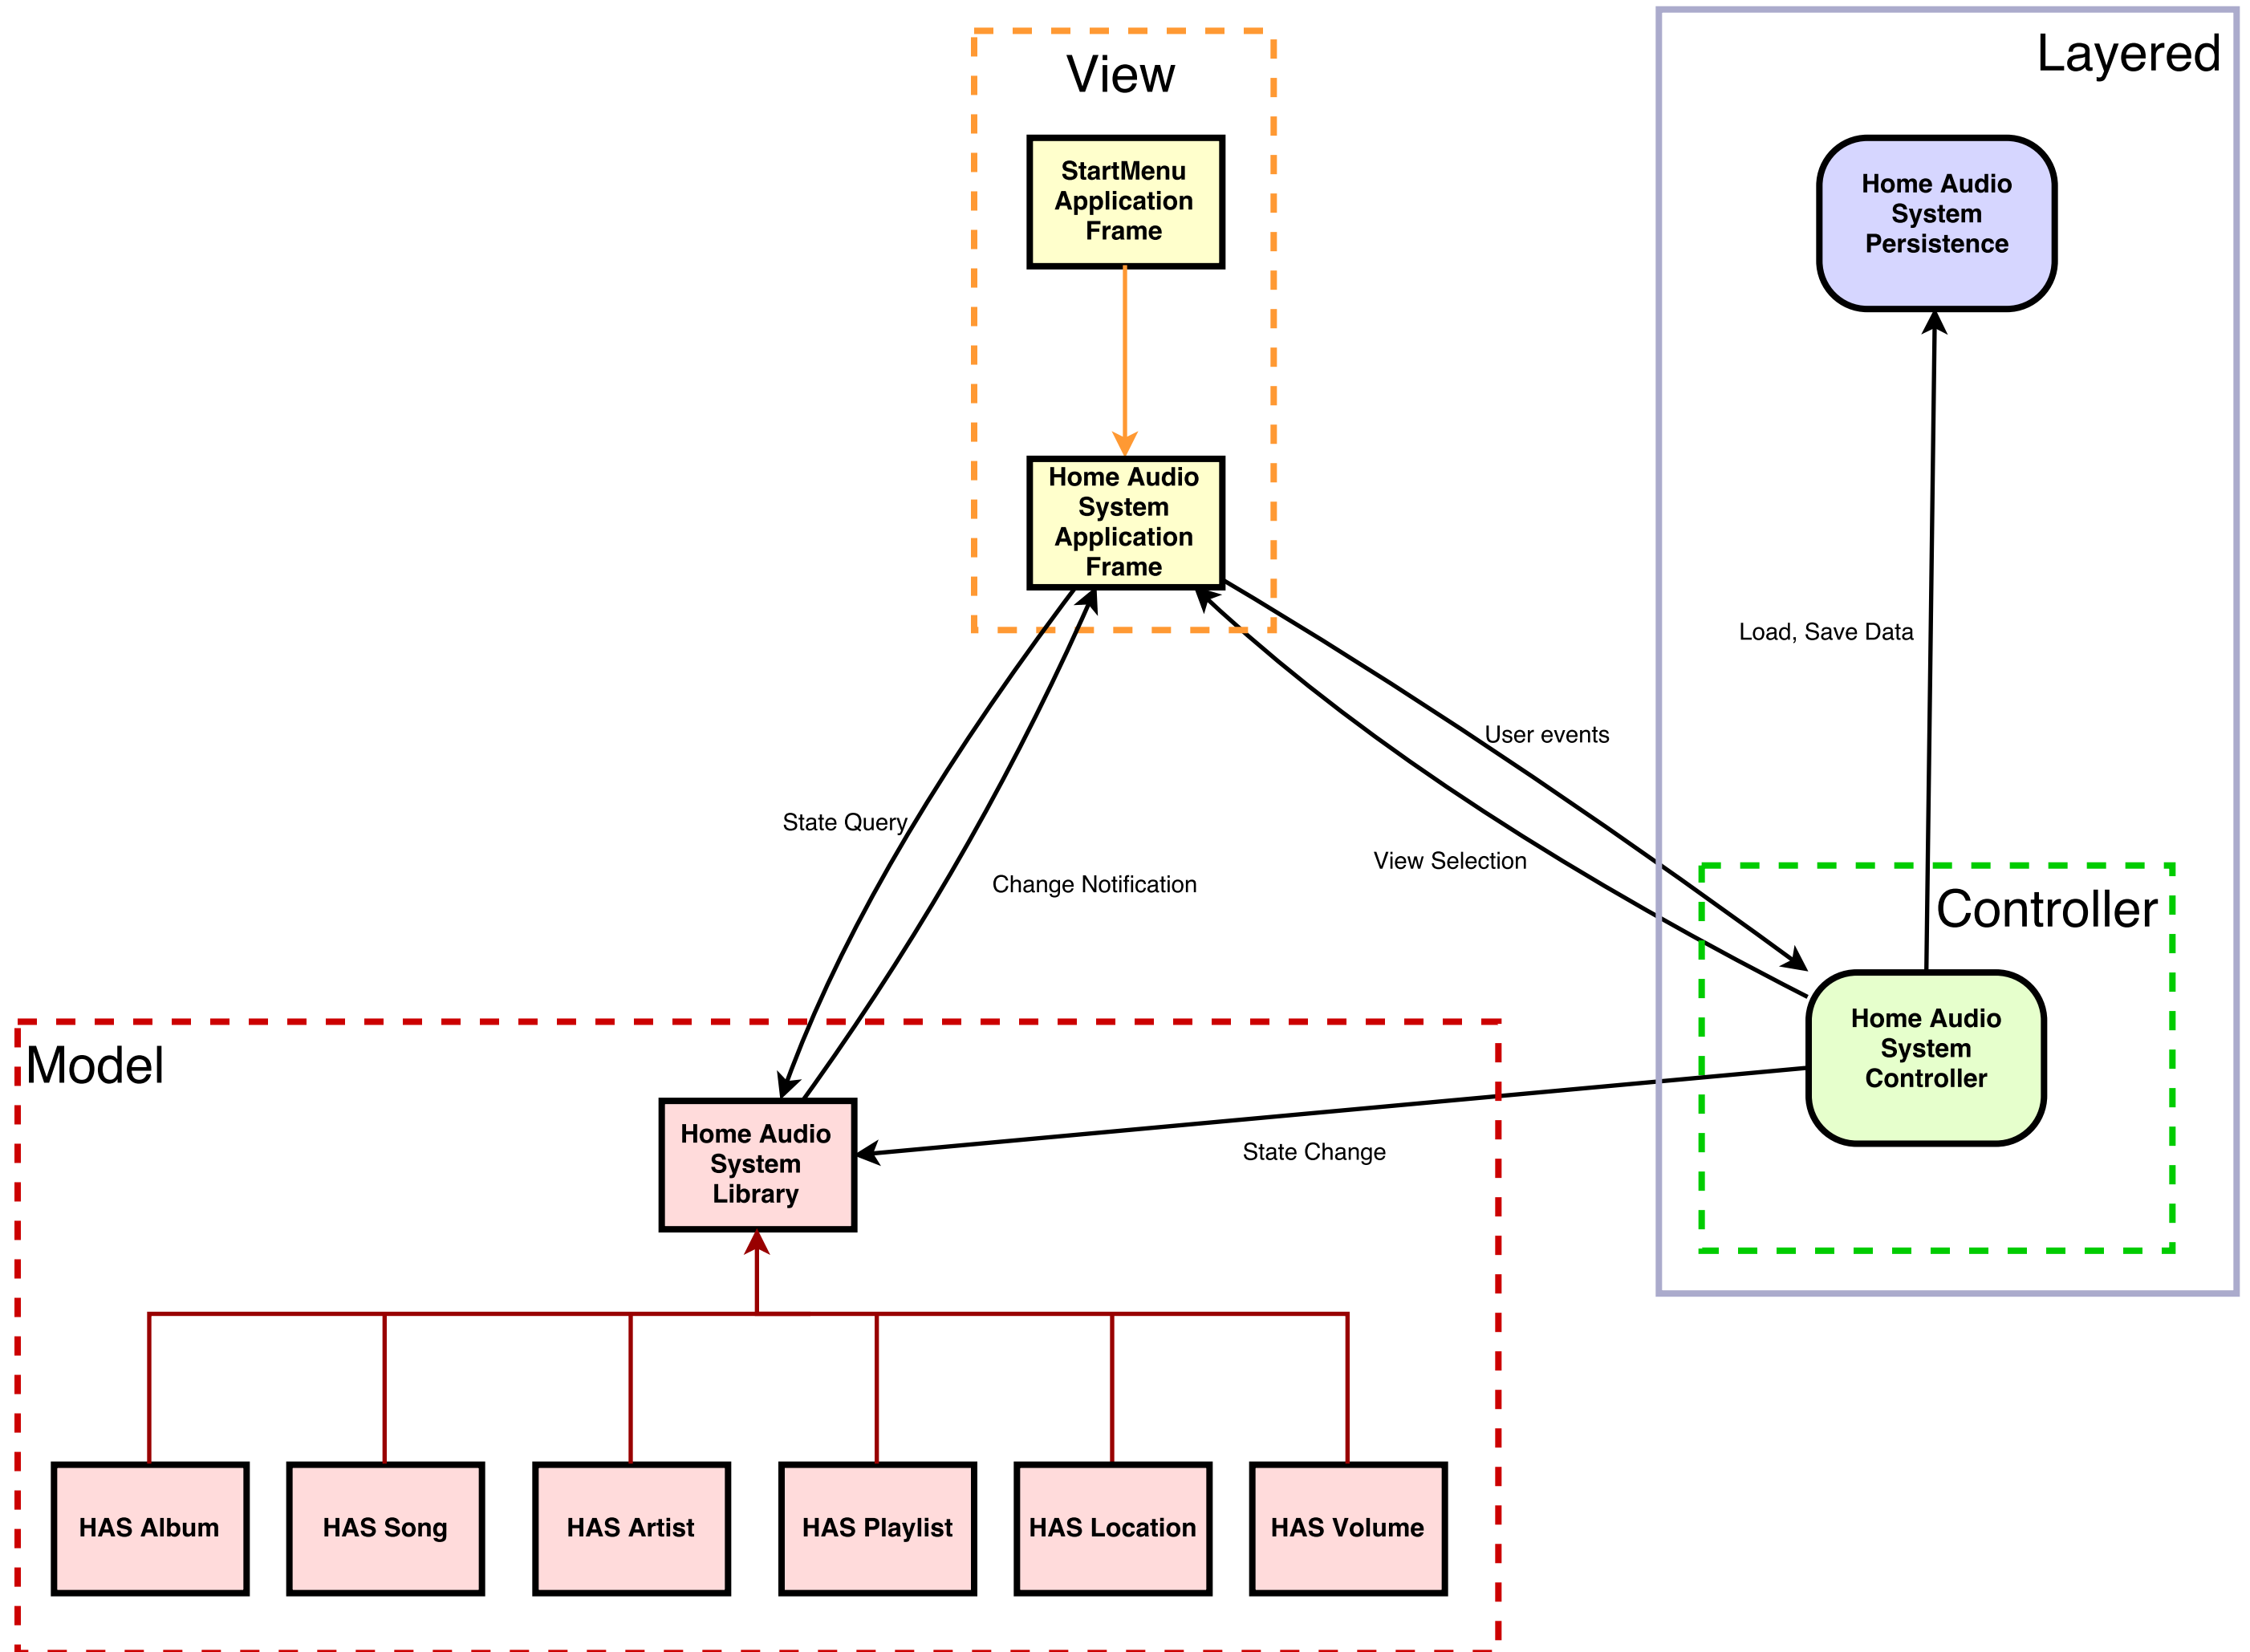 Layered
View
StartMenu
Application
Frame
Home Audio
System
Persistence
Home Audio
System
Application
Frame
Load, Save Data
User events
State Query
View Selection
Change Notification
Controller
Home Audio
System
Controller
Model
Home Audio
System
Library
State Change
HAS Album
HAS Song
HAS Artist
HAS Playlist
HAS Location
HAS Volume